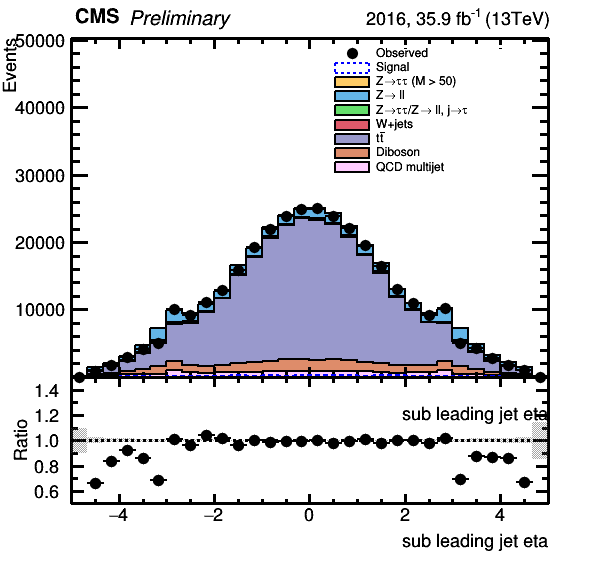 CMS Preliminary 2016, 35.9 fb⁻¹ (13TeV)
Events
50000
40000
30000
20000
10000
Observed
Signal
Z→ττ (M > 50)
Z→ ll
Z→ττ/Z→ ll, j→τ
W+jets
tt̄
Diboson
QCD multijet
Ratio
1.4
1.2
1.0
0.8
0.6
sub leading jet eta
−4 −2 0 2 4
sub leading jet eta